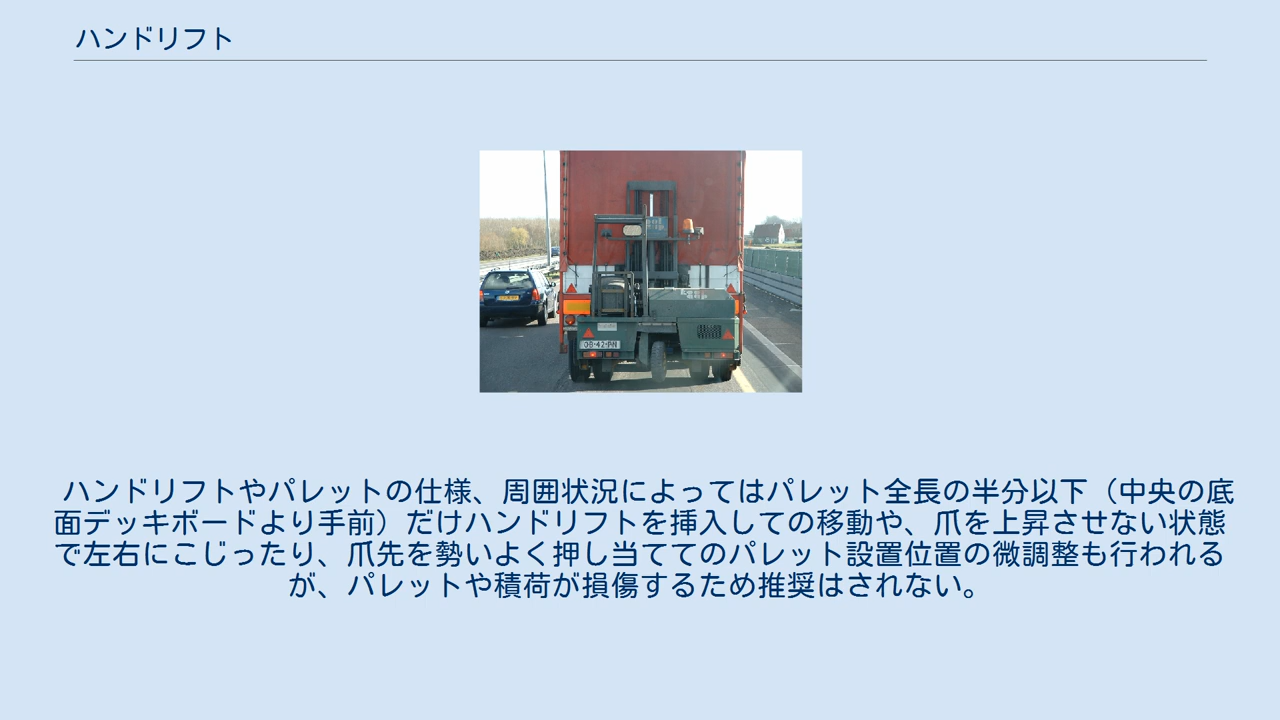 ハンドリフト
OB-42-PN
ハンドリフトやパレットの仕様、周囲状況によってはパレット全長の半分以下（中央の底
面デッキボードより手前）だけハンドリフトを挿入しての移動や、爪を上昇させない状態
で左右にこじったり、爪先を勢いよく押し当ててのパレット設置位置の微調整も行われる
が、パレットや積荷が損傷するため推奨はされない。